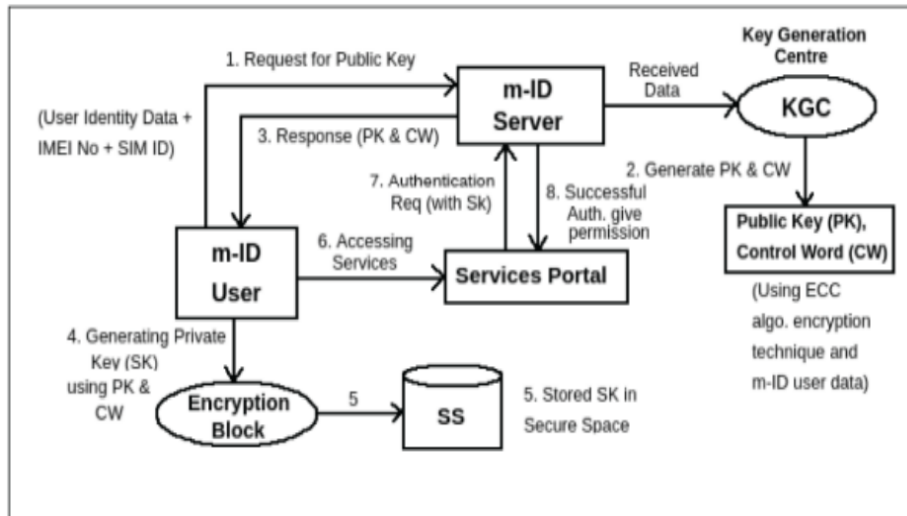 Key Generation
Centre
1. Request for Public Key
m-ID
Server
Received
Data
KGC
(User Identity Data +
IMEI No + SIM ID)
3. Response (PK & CW)
2. Generate PK & CW
7. Authentication
Req (with Sk)
8. Successful
Auth. give
permission
Public Key (PK),
Control Word (CW)
m-ID
User
6. Accessing
Services
Services Portal
(Using ECC
algo. encryption
technique and
m-ID user data)
4. Generating Private
Key (SK)
using PK &
CW
Encryption
Block
5
SS
5. Stored SK in
Secure Space